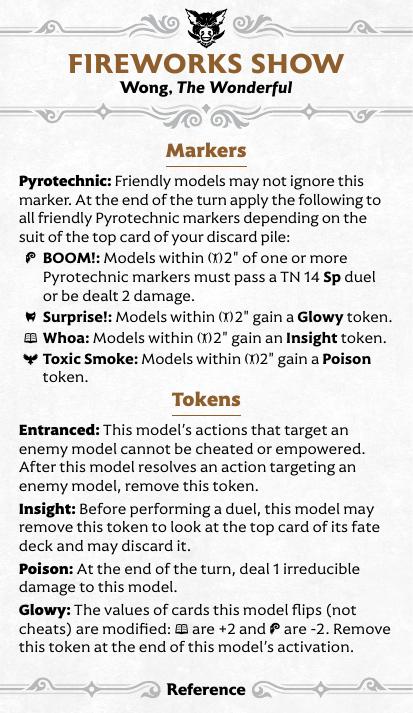 FIREWORKS SHOW
Wong, The Wonderful
Markers
Pyrotechnic: Friendly models may not ignore this
marker. At the end of the turn apply the following to
all friendly Pyrotechnic markers depending on the
suit of the top card of your discard pile:
BOOM!: Models within 2" of one or more
Pyrotechnic markers must pass a TN 14 Sp duel
or be dealt 2 damage.
Surprise!: Models within 2" gain a Glowy token.
Whoa: Models within 2" gain an Insight token.
Toxic Smoke: Models within 2" gain a Poison
token.
Tokens
Entranced: This model's actions that target an
enemy model cannot be cheated or empowered.
After this model resolves an action targeting an
enemy model, remove this token.
Insight: Before performing a duel, this model may
remove this token to look at the top card of its fate
deck and may discard it.
Poison: At the end of the turn, deal 1 irreducible
damage to this model.
Glowy: The values of cards this model flips (not
cheats) are modified: are +2 and are -2. Remove
this token at the end of this model's activation.
Reference